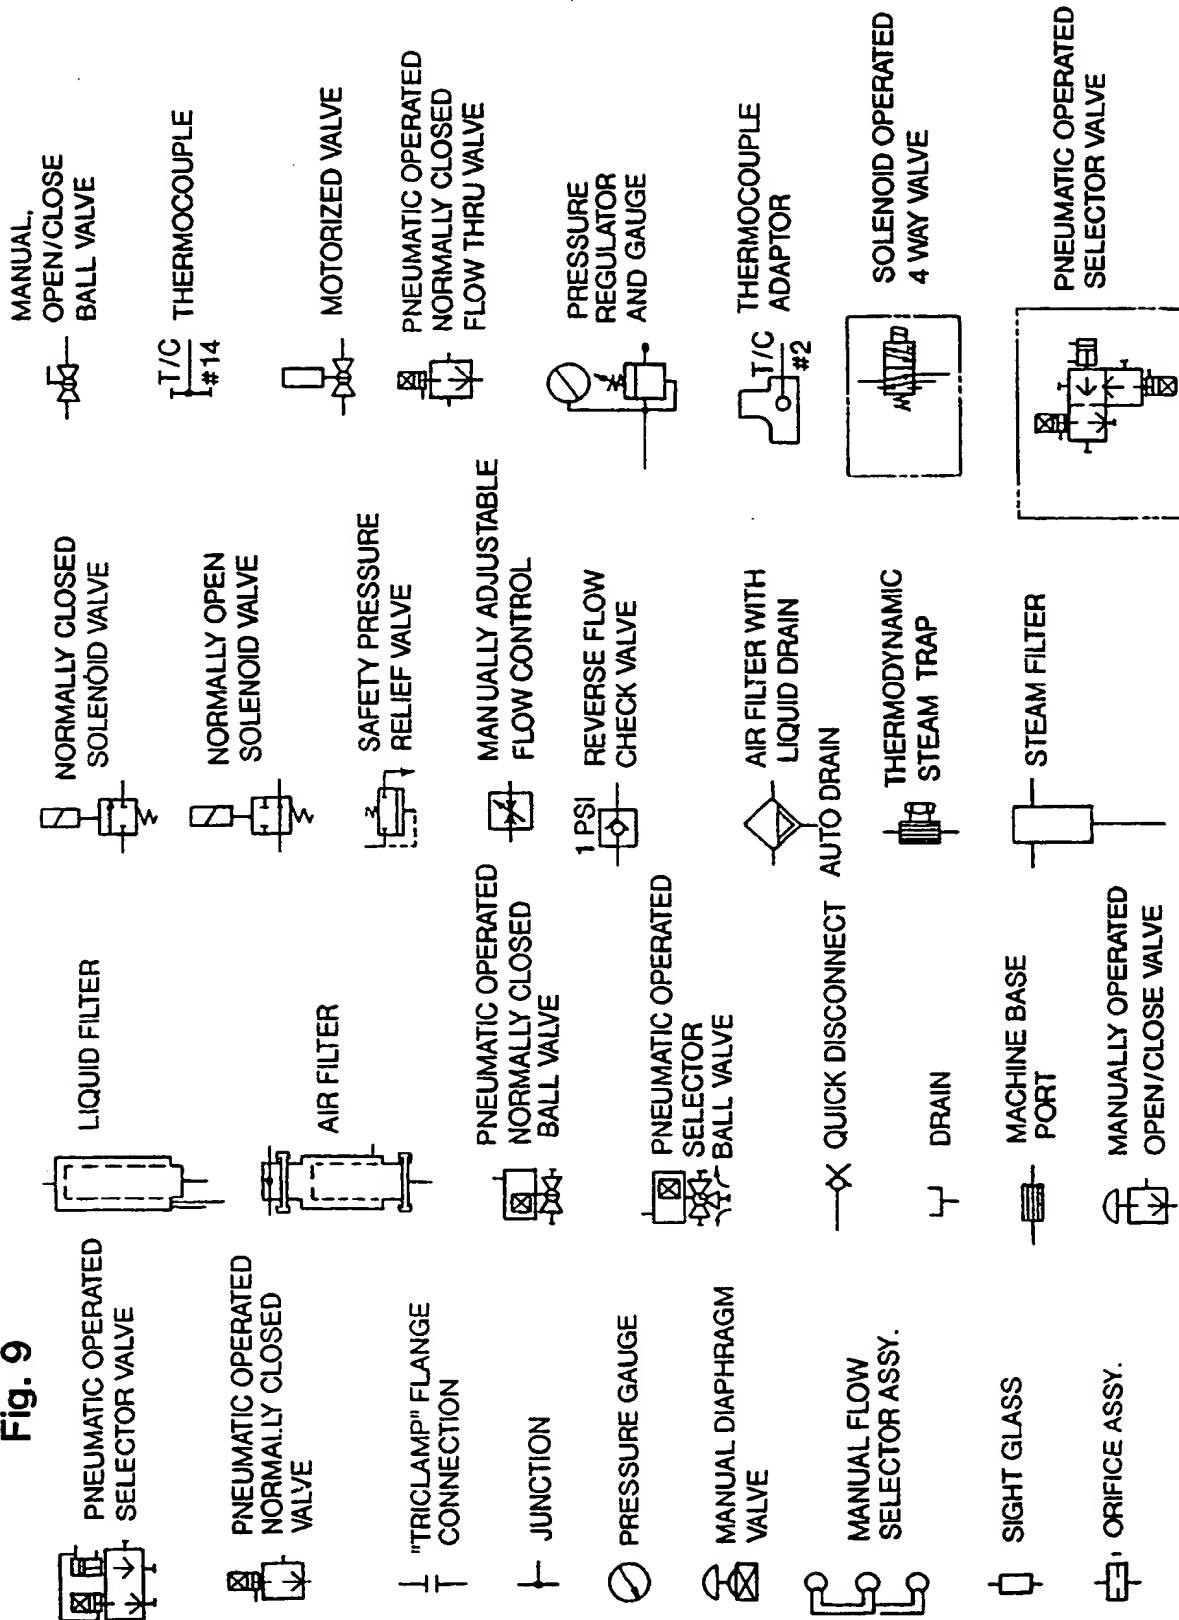 Fig. 9
PNEUMATIC OPERATED
SELECTOR VALVE
PNEUMATIC OPERATED
NORMALLY CLOSED
VALVE
"TRICLAMP" FLANGE
CONNECTION
JUNCTION
PRESSURE GAUGE
MANUAL DIAPHRAGM
VALVE
MANUAL FLOW
SELECTOR ASSY.
SIGHT GLASS
ORIFICE ASSY.
LIQUID FILTER
AIR FILTER
PNEUMATIC OPERATED
NORMALLY CLOSED
BALL VALVE
PNEUMATIC OPERATED
SELECTOR
BALL VALVE
QUICK DISCONNECT
DRAIN
MACHINE BASE
PORT
MANUALLY OPERATED
OPEN/CLOSE VALVE
NORMALLY CLOSED
SOLENOID VALVE
NORMALLY OPEN
SOLENOID VALVE
SAFETY PRESSURE
RELIEF VALVE
MANUALLY ADJUSTABLE
FLOW CONTROL
1 PSI
REVERSE FLOW
CHECK VALVE
AIR FILTER WITH
LIQUID DRAIN
AUTO DRAIN
THERMODYNAMIC
STEAM TRAP
STEAM FILTER
MANUAL,
OPEN/CLOSE
BALL VALVE
T/C
#14
THERMOCOUPLE
MOTORIZED VALVE
PNEUMATIC OPERATED
NORMALLY CLOSED
FLOW THRU VALVE
PRESSURE
REGULATOR
AND GAUGE
T/C
#2
THERMOCOUPLE
ADAPTOR
SOLENOID OPERATED
4 WAY VALVE
PNEUMATIC OPERATED
SELECTOR VALVE